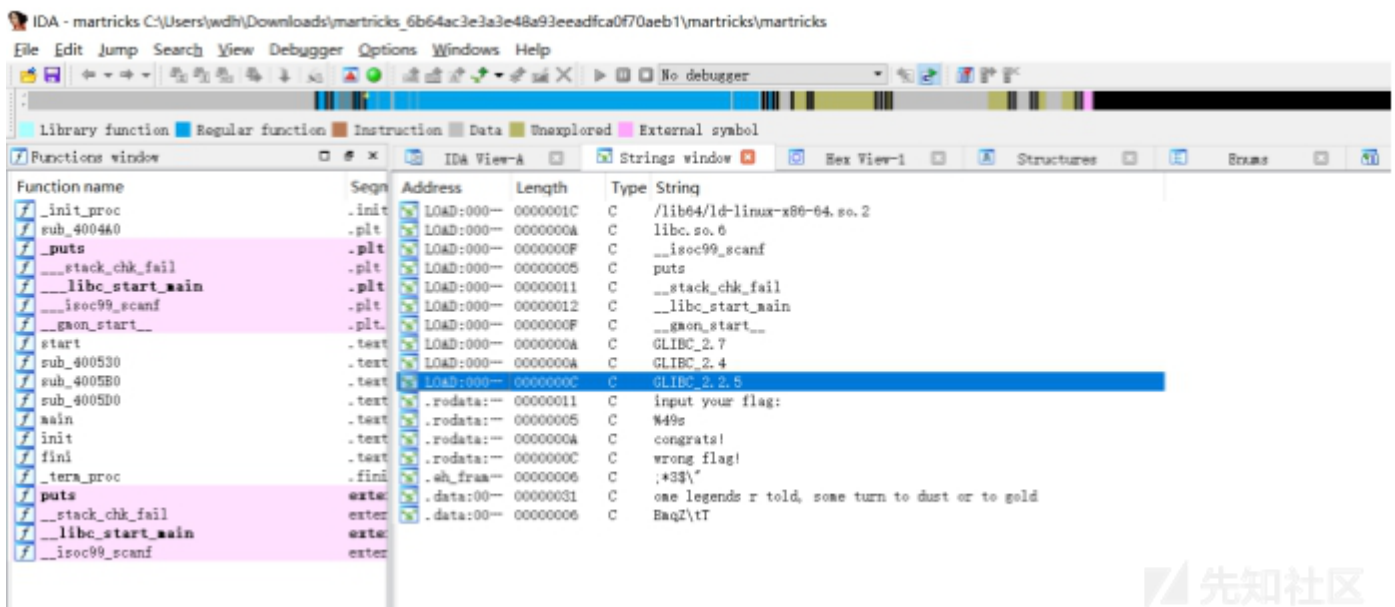 IDA - martricks C:\Users\wdh\Downloads\martricks_6b64ac3e3a3e48a93eeadfca0f70aeb1\martricks\martricks
File Edit Jump Search View Debugger Options Windows Help
No debugger
Library function Regular function Instruction Data Unexplored External symbol
Functions window IDA View-A Strings window Hex View-1 Structures Enums
Function name Segn Address Length Type String
_init_proc .init LOAD:000… 0000001C C /lib64/ld-linux-x86-64.so.2
sub_4004A0 .plt LOAD:000… 0000000A C libc.so.6
_puts .plt LOAD:000… 0000000F C __isoc99_scanf
___stack_chk_fail .plt LOAD:000… 00000005 C puts
___libc_start_main .plt LOAD:000… 00000011 C __stack_chk_fail
___isoc99_scanf .plt LOAD:000… 00000012 C __libc_start_main
__gmon_start__ .plt. LOAD:000… 0000000F C __gmon_start__
start .text LOAD:000… 0000000A C GLIBC_2.7
sub_400530 .text LOAD:000… 0000000A C GLIBC_2.4
sub_4005B0 .text LOAD:000… 0000000C C GLIBC_2.2.5
sub_4005D0 .text .rodata:… 00000011 C input your flag:
main .text .rodata:… 00000005 C %49s
init .text .rodata:… 0000000A C congrats!
fini .text .rodata:… 0000000C C wrong flag!
_term_proc .fini .eh_fram… 00000006 C ;*3$\"
puts exte: .data:00… 00000031 C ome legends r told, some turn to dust or to gold
__stack_chk_fail exter .data:00… 00000006 C BmqZ\tT
__libc_start_main exte:
__isoc99_scanf exter
先知社区